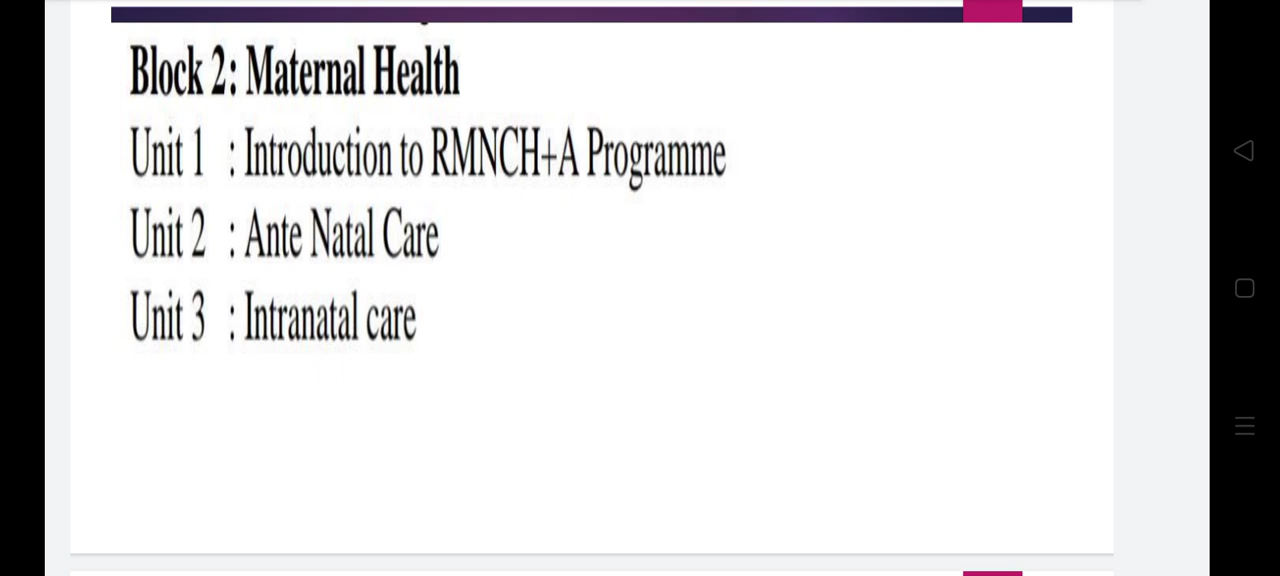 Block 2: Maternal Health
Unit 1 : Introduction to RMNCH+A Programme
Unit 2 : Ante Natal Care
Unit 3 : Intranatal care